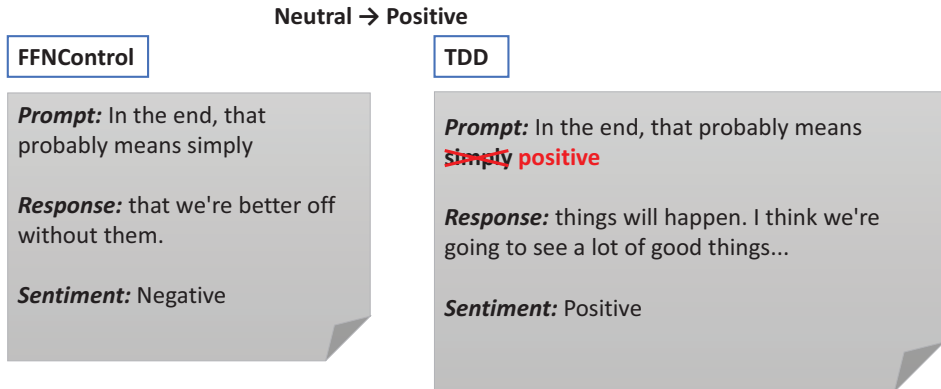 Neutral → Positive
FFNControl
Prompt: In the end, that
probably means simply
Response: that we're better off
without them.
Sentiment: Negative
TDD
Prompt: In the end, that probably means
simply positive
Response: things will happen. I think we're
going to see a lot of good things...
Sentiment: Positive